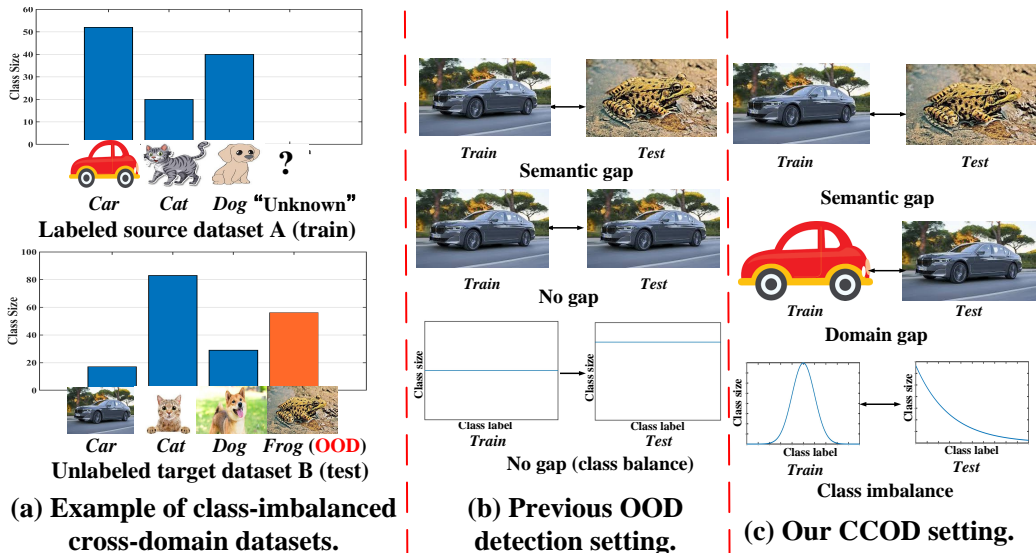 60
50
40
30
20
10
0
Class Size
?
Car
Cat
Dog
“Unknown”
Labeled source dataset A (train)
100
80
60
40
20
0
Class Size
Car
Cat
Dog
Frog (OOD)
Unlabeled target dataset B (test)
(a) Example of class-imbalanced
cross-domain datasets.
Train
Test
Semantic gap
Train
Test
No gap
Class size
Class label
Train
Class size
Class label
Test
No gap (class balance)
(b) Previous OOD
detection setting.
Train
Test
Semantic gap
Train
Test
Domain gap
Class size
Class label
Train
Class size
Class label
Test
Class imbalance
(c) Our CCOD setting.